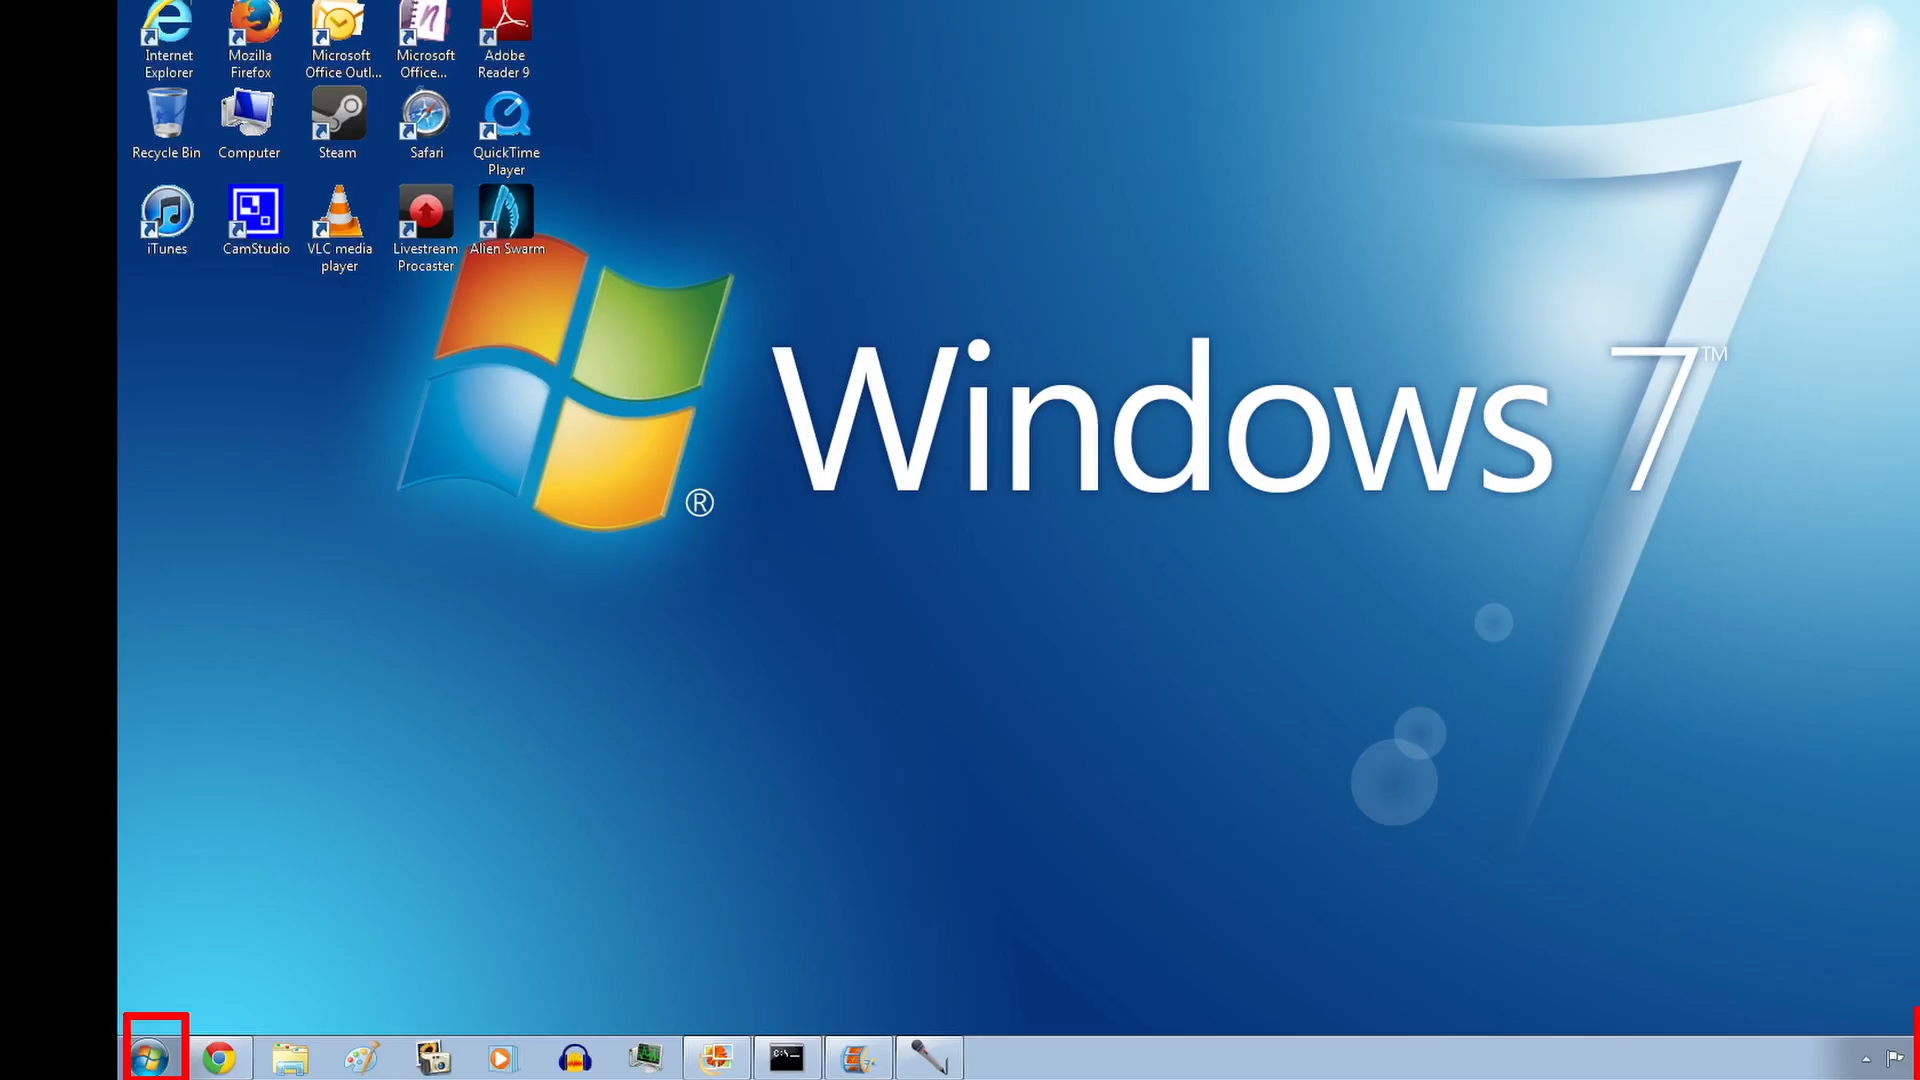 Internet
Explorer
Mozilla
Firefox
Microsoft
Office Outl...
Microsoft
Office...
Adobe
Reader 9
Recycle Bin
Computer
Steam
Safari
QuickTime
Player
iTunes
CamStudio
VLC media
player
Livestream
Procaster
Alien Swarm
Windows 7™
®
C:\_